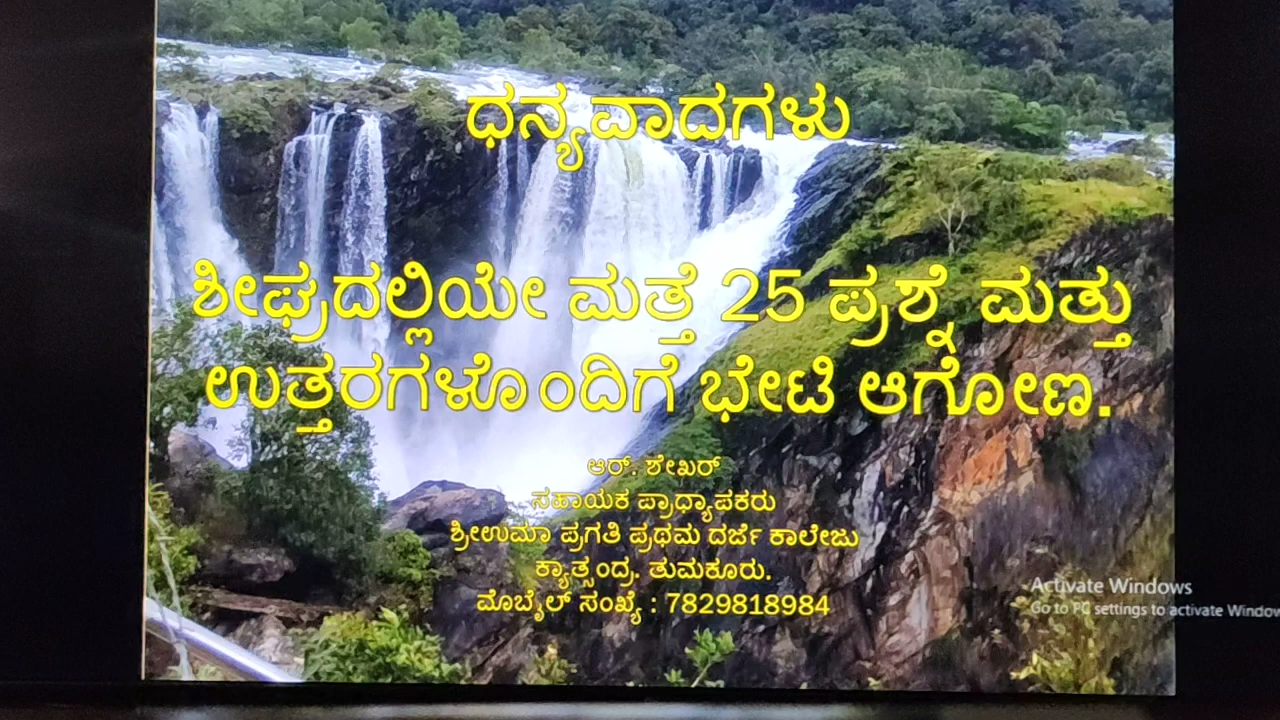 ಧನ್ಯವಾದಗಳು
ಶೀಘ್ರದಲ್ಲಿಯೇ ಮತ್ತೆ 25 ಪ್ರಶ್ನೆ ಮತ್ತು
ಉತ್ತರಗಳೊಂದಿಗೆ ಭೇಟಿ ಆಗೋಣ.
ಆರ್. ಶೇಖರ್
ಸಹಾಯಕ ಪ್ರಾಧ್ಯಾಪಕರು
ಶ್ರೀಉಮಾ ಪ್ರಗತಿ ಪ್ರಥಮ ದರ್ಜೆ ಕಾಲೇಜು
ಕ್ಯಾತ್ಸಂದ್ರ. ತುಮಕೂರು.
ಮೊಬೈಲ್ ಸಂಖ್ಯೆ : 7829818984
Activate Windows
Go to PC settings to activate Window